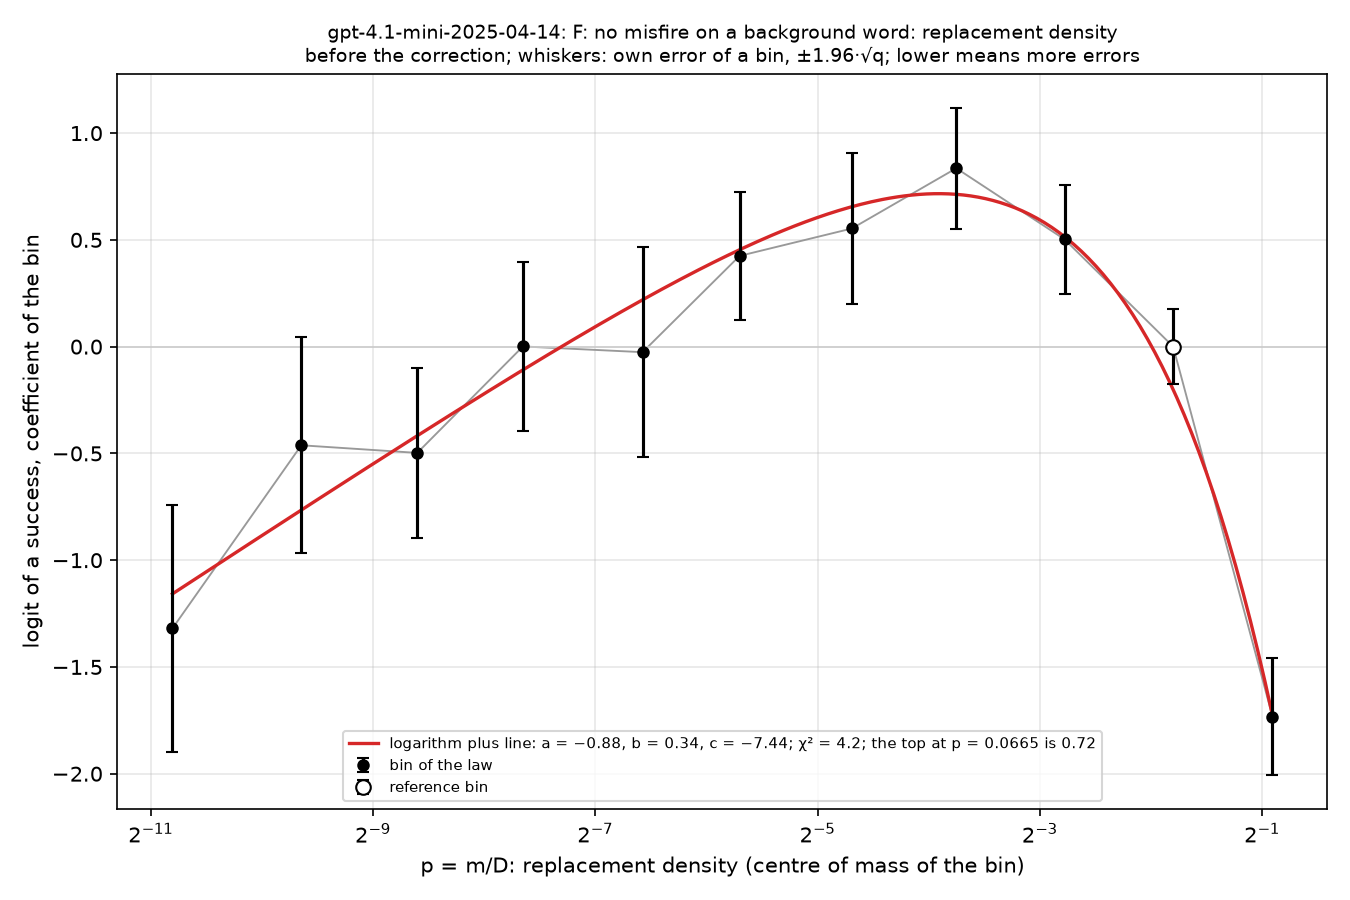 gpt-4.1-mini-2025-04-14: F: no misfire on a background word: replacement density
before the correction; whiskers: own error of a bin, ±1.96·√q; lower means more errors
logit of a success, coefficient of the bin
1.0
0.5
0.0
−0.5
−1.0
−1.5
−2.0
logarithm plus line: a = −0.88, b = 0.34, c = −7.44; χ² = 4.2; the top at p = 0.0665 is 0.72
bin of the law
reference bin
2⁻¹¹
2⁻⁹
2⁻⁷
2⁻⁵
2⁻³
2⁻¹
p = m/D: replacement density (centre of mass of the bin)